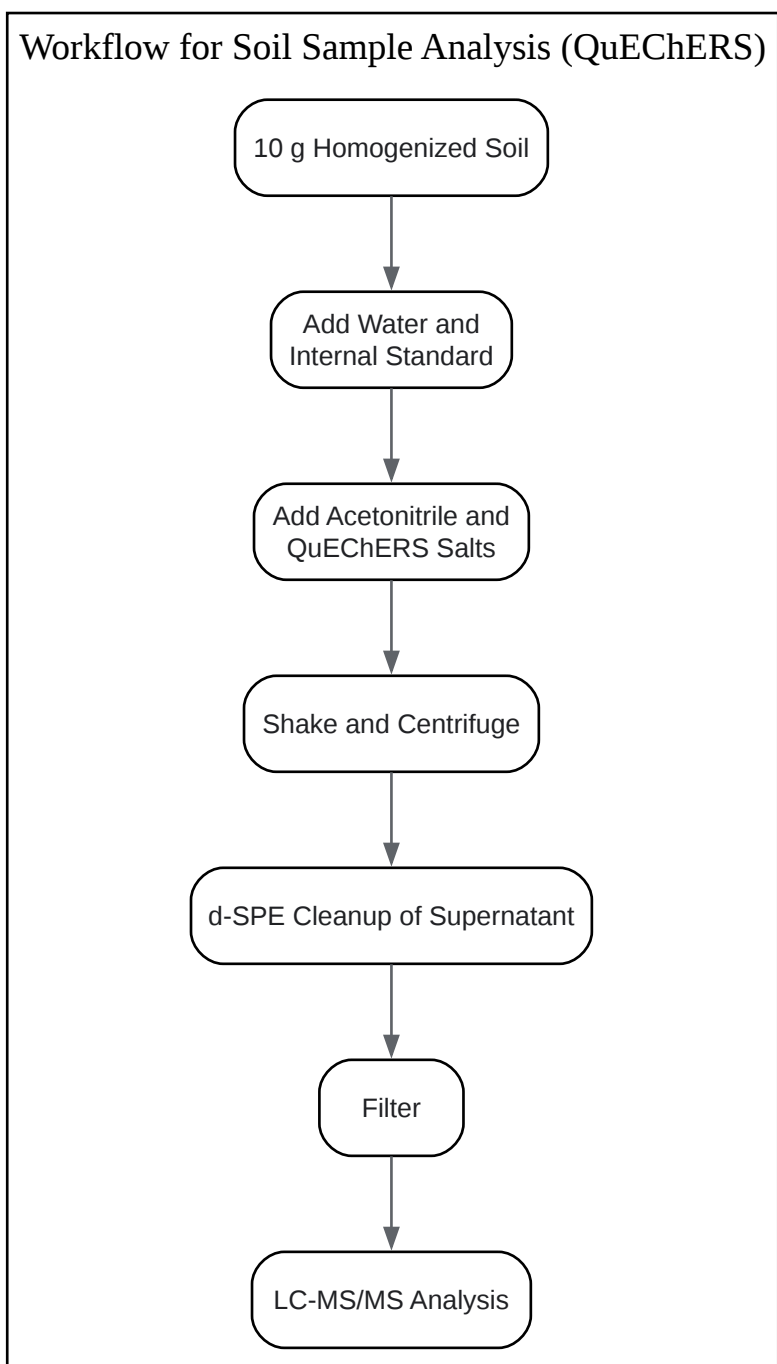 Workflow for Soil Sample Analysis (QuEChERS)
10 g Homogenized Soil
Add Water and
Internal Standard
Add Acetonitrile and
QuEChERS Salts
Shake and Centrifuge
d-SPE Cleanup of Supernatant
Filter
LC-MS/MS Analysis